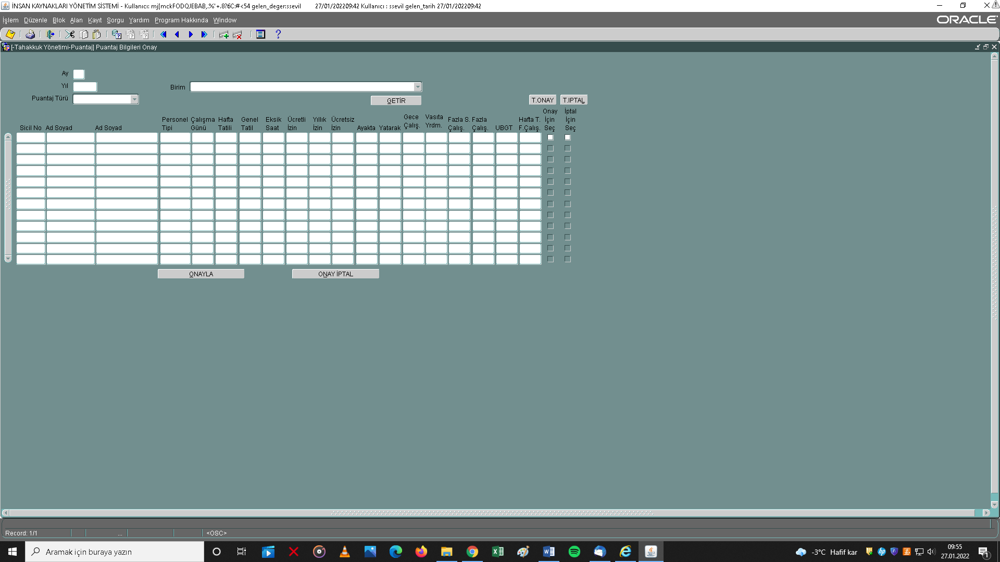 İNSAN KAYNAKLARI YÖNETİM SİSTEMİ - Kullanıcı: mj[mckFODQJEBAB,.%'+.8?6C:#<54 gelen_deger:ssevil 27/01/202209:42 Kullanıcı : ssevil gelen_tarih 27/01/202209:42
İşlem Düzenle Blok Alan Kayıt Sorgu Yardım Program Hakkında Window
ORACLE
[-Tahakkuk Yönetimi-Puantaj] Puantaj Bilgileri Onay
Ay
Yıl
Birim
Puantaj Türü
GETİR
T.ONAY T.IPTAL
Sicil No
Ad Soyad
Ad Soyad
Personel Tipi
Çalışma Günü
Hafta Tatili
Genel Tatil
Eksik Saat
Ücretli İzin
Yıllık İzin
Ücretsiz İzin
Ayakta
Yatarak
Gece Çalış.
Vasıta Yrdm.
Fazla S. Çalış.
Fazla Çalış.
UBGT
Hafta T. F.Çalış.
Onay İçin Seç
İptal İçin Seç
ONAYLA
ONAY İPTAL
Record: 1/1 ... <OSC>
Aramak için buraya yazın
-3°C Hafif kar
09:55
27.01.2022
1